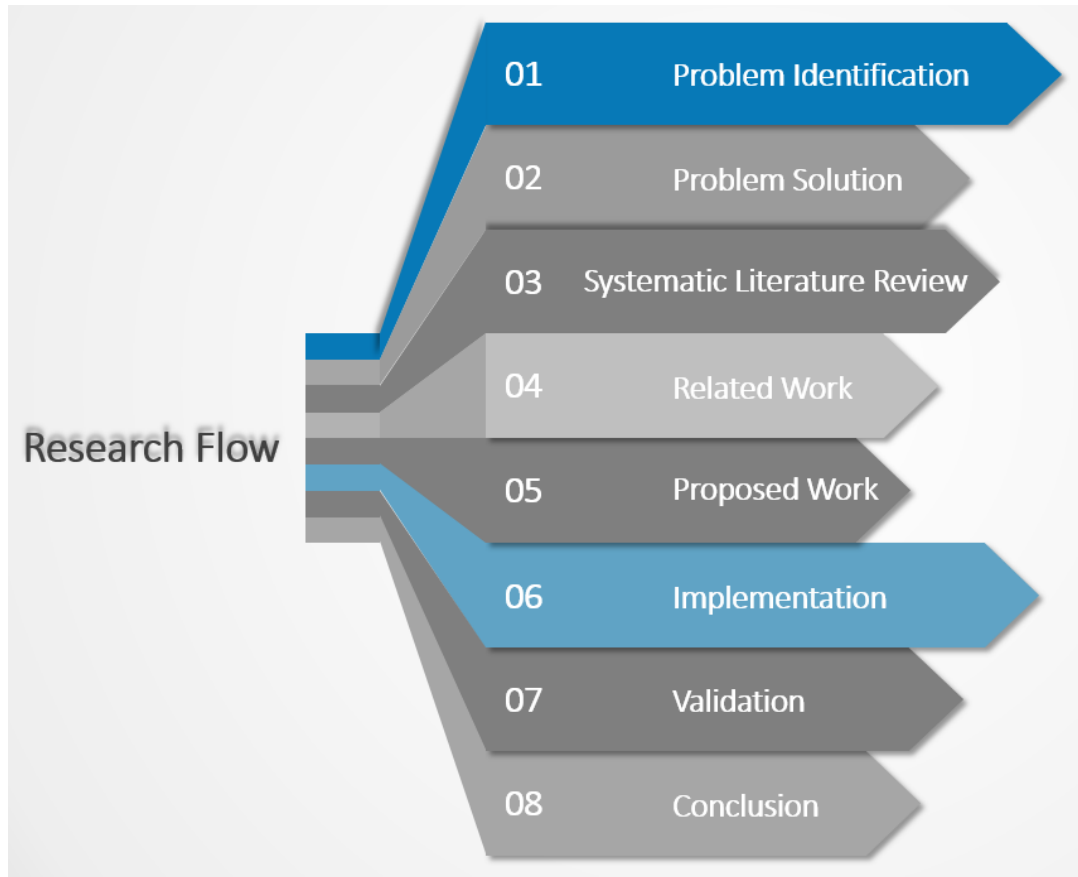 Research Flow
01 Problem Identification
02 Problem Solution
03 Systematic Literature Review
04 Related Work
05 Proposed Work
06 Implementation
07 Validation
08 Conclusion